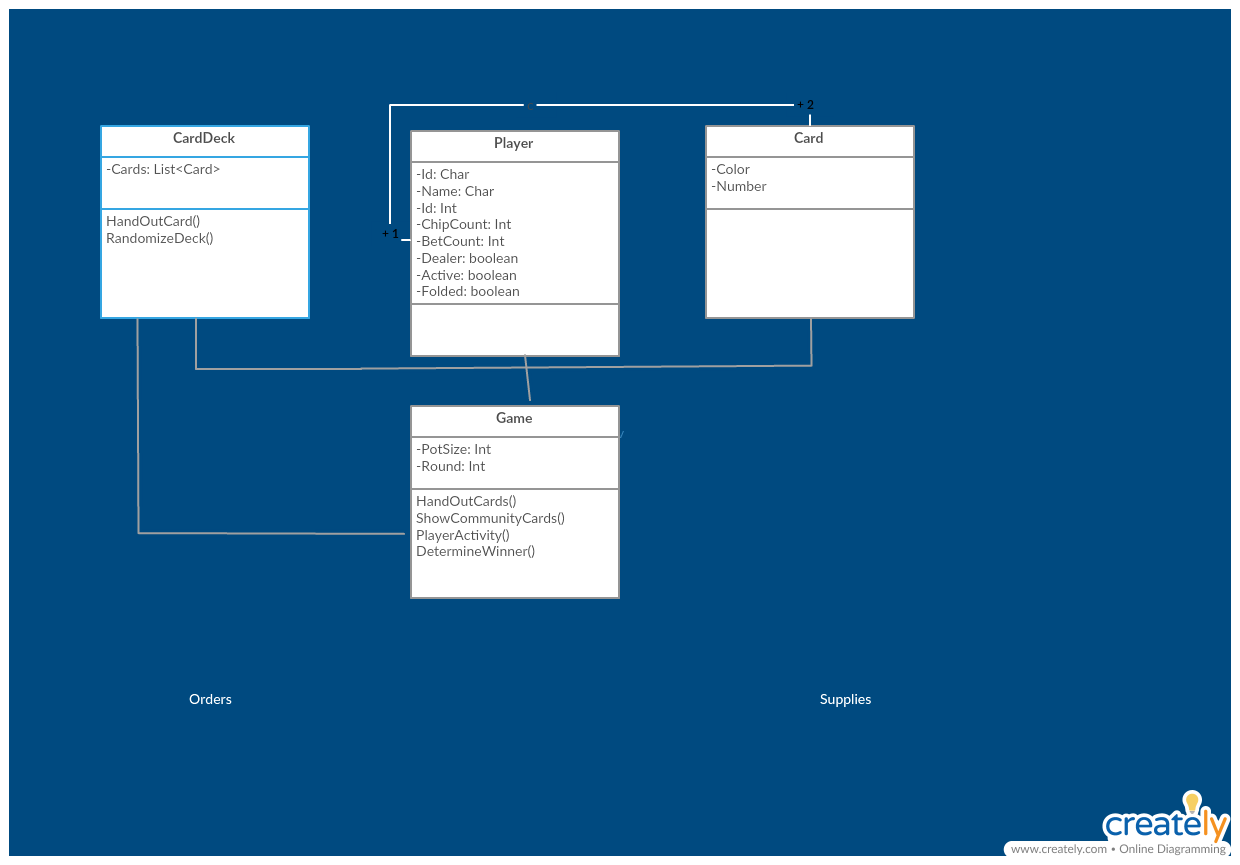 + 2
CardDeck
-Cards: List<Card>
HandOutCard()
RandomizeDeck()
Player
-Id: Char
-Name: Char
-Id: Int
-ChipCount: Int
-BetCount: Int
-Dealer: boolean
-Active: boolean
-Folded: boolean
+ 1
Card
-Color
-Number
Game
-PotSize: Int
-Round: Int
HandOutCards()
ShowCommunityCards()
PlayerActivity()
DetermineWinner()
Orders
Supplies
creately
www.creately.com • Online Diagramming